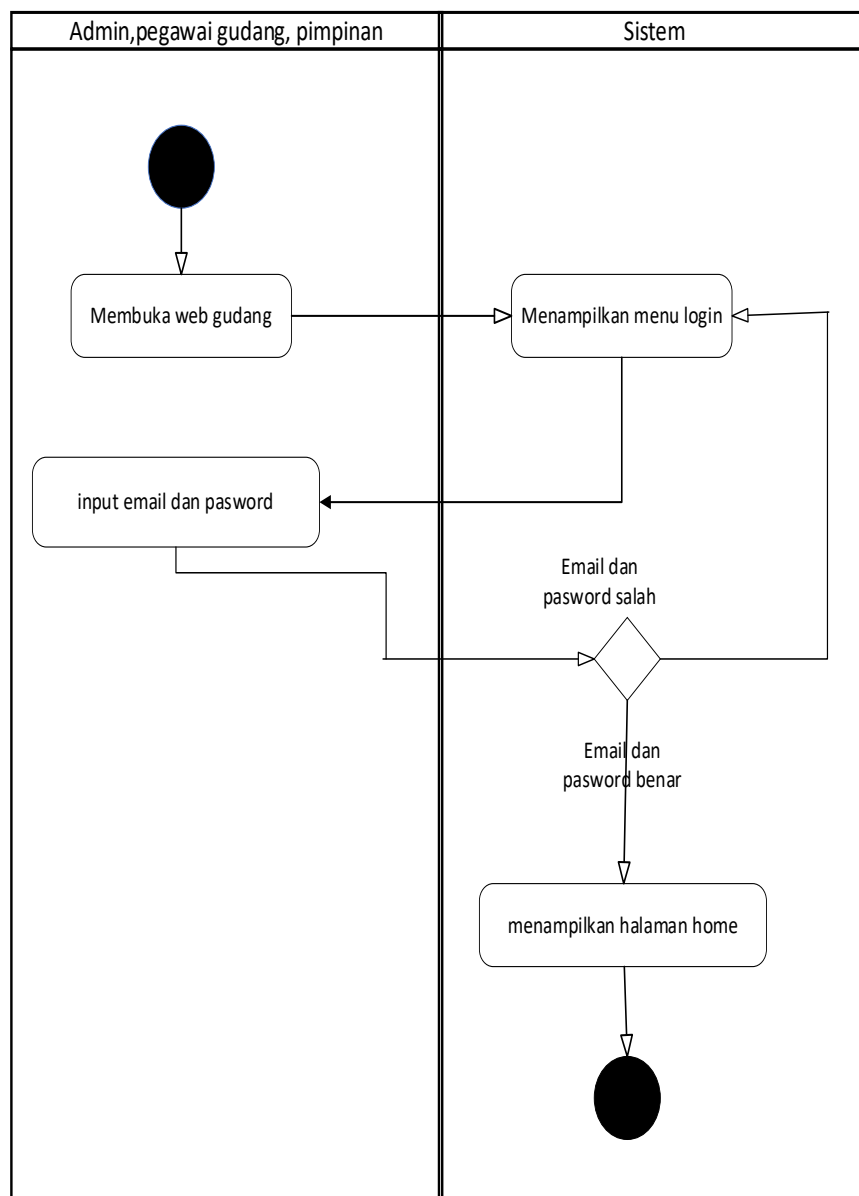 Admin,pegawai gudang, pimpinan
Sistem
Membuka web gudang
Menampilkan menu login
input email dan pasword
Email dan
pasword salah
Email dan
pasword benar
menampilkan halaman home